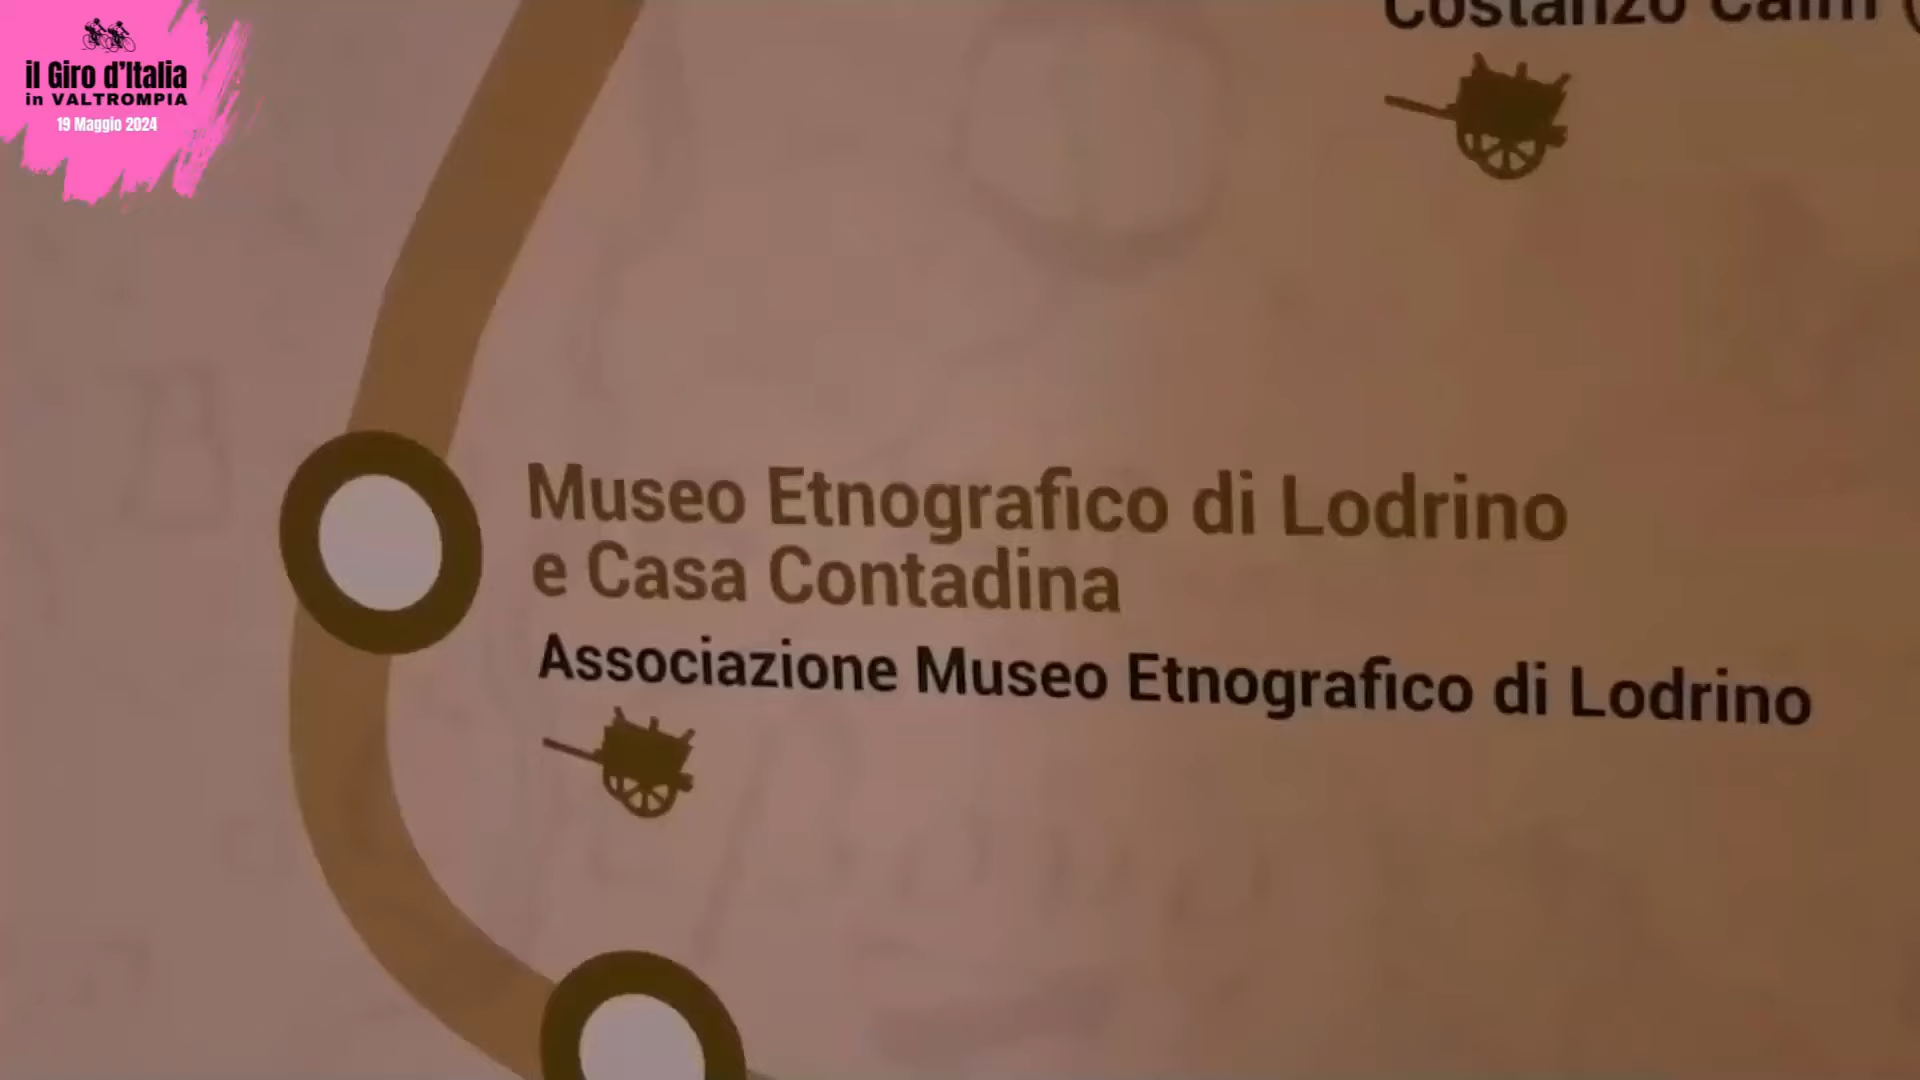 il Giro d'Italia
in VALTROMPIA
19 Maggio 2024
Costanzo
Museo Etnografico di Lodrino
e Casa Contadina
Associazione Museo Etnografico di Lodrino